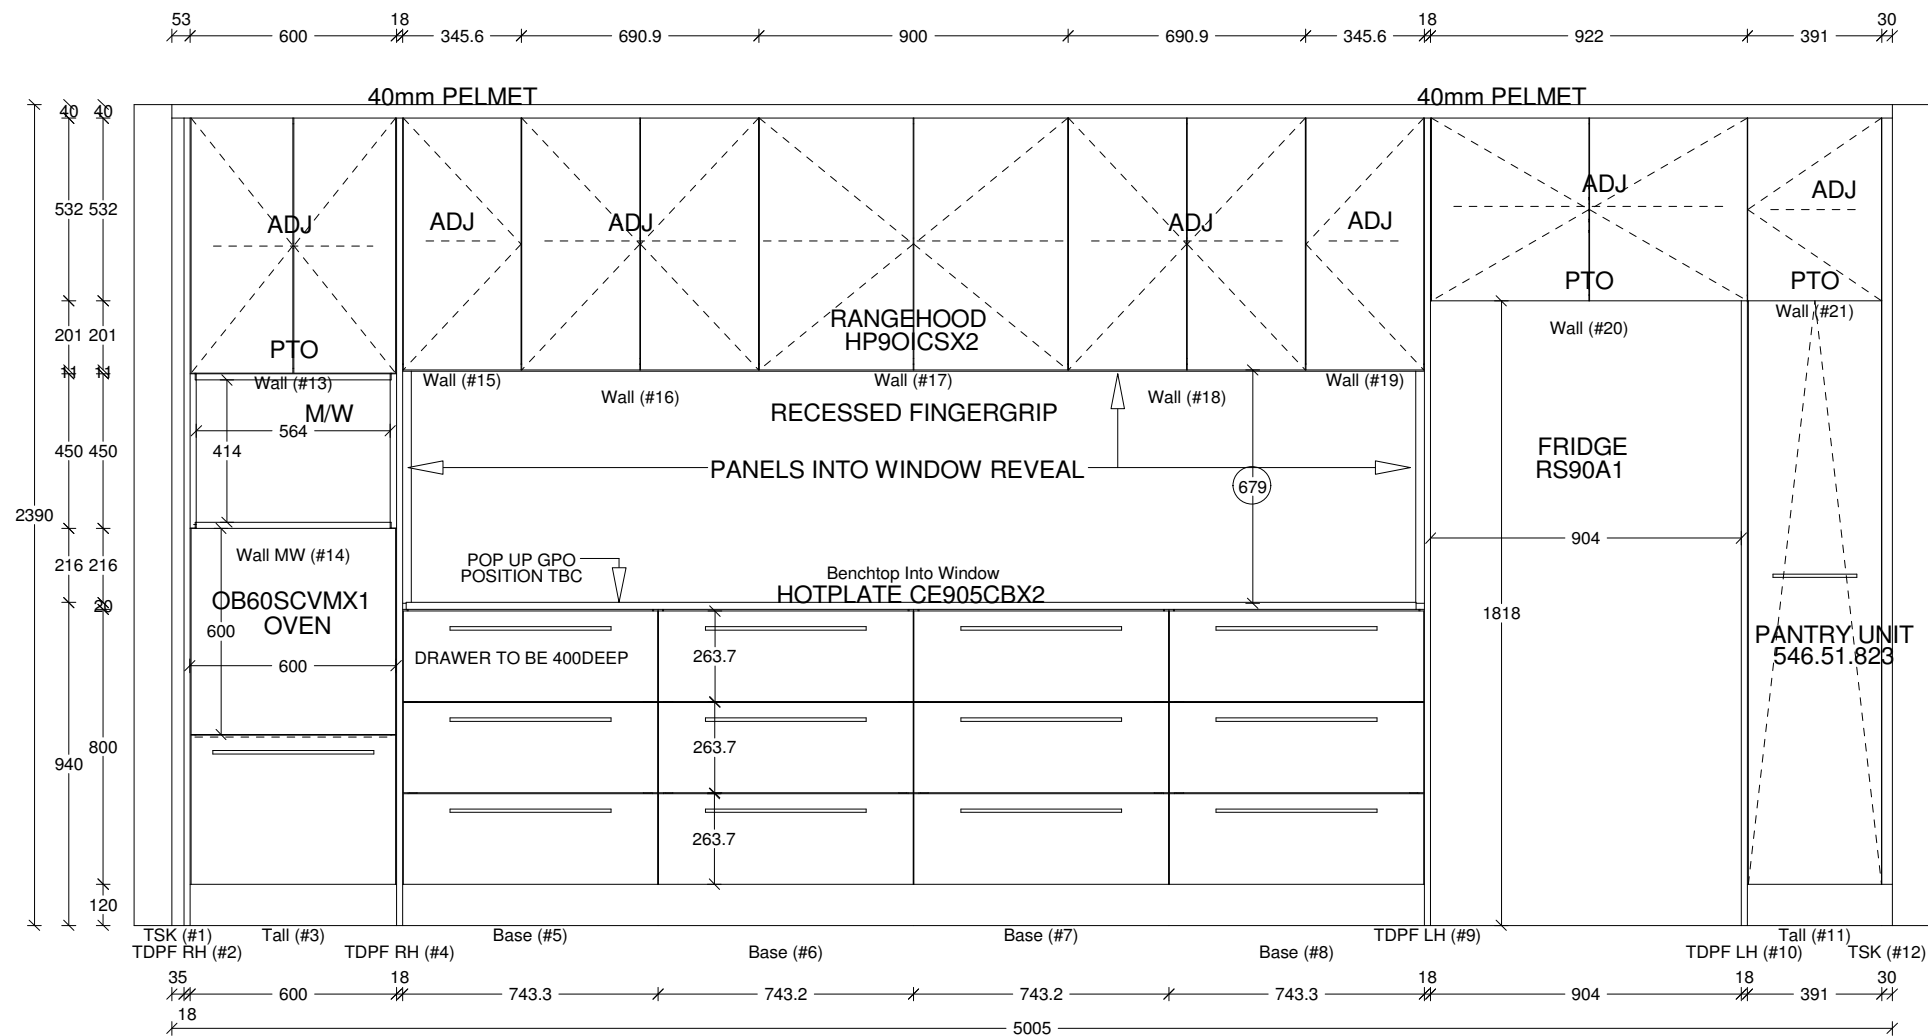 53
600
18
345.6
690.9
900
690.9
345.6
18
922
391
30
40mm PELMET
40mm PELMET
40
40
532
532
ADJ
ADJ
ADJ
ADJ
ADJ
ADJ
ADJ
PTO
PTO
201
201
RANGEHOOD
HP9OICSX2
PTO
Wall (#13)
Wall (#15)
Wall (#16)
Wall (#17)
Wall (#18)
Wall (#19)
Wall (#20)
Wall (#21)
M/W
564
414
RECESSED FINGERGRIP
450
450
PANELS INTO WINDOW REVEAL
679
FRIDGE
RS90A1
2390
904
216
216
Wall MW (#14)
POP UP GPO
POSITION TBC
Benchtop Into Window
HOTPLATE CE905CBX2
20
OB60SCVMX1
OVEN
600
600
1818
DRAWER TO BE 400DEEP
263.7
263.7
263.7
PANTRY UNIT
546.51.823
800
940
120
TSK (#1)
TDPF RH (#2)
Tall (#3)
TDPF RH (#4)
Base (#5)
Base (#6)
Base (#7)
Base (#8)
TDPF LH (#9)
TDPF LH (#10)
Tall (#11)
TSK (#12)
35
18
600
18
743.3
743.2
743.2
743.3
18
904
18
391
30
5005